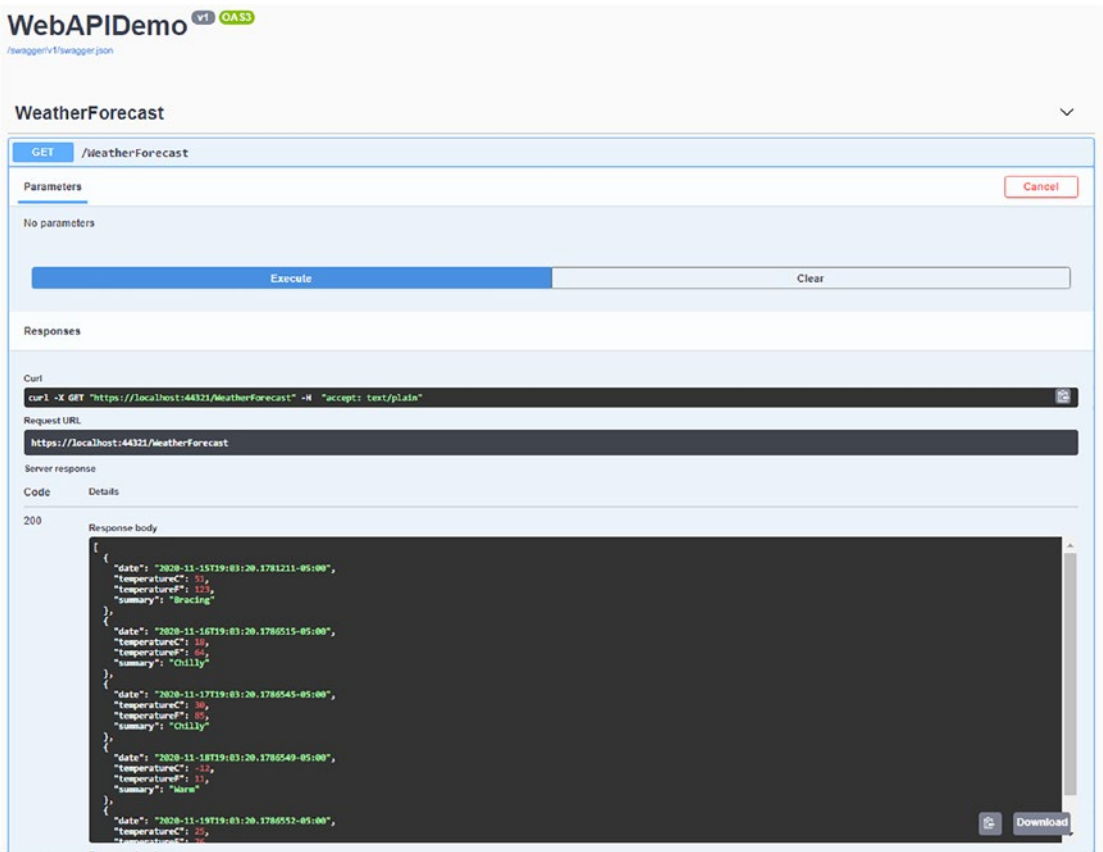 WebAPIDemo v1 OAS3
/swagger/v1/swagger.json
WeatherForecast
GET /WeatherForecast
Parameters
Cancel
No parameters
Execute
Clear
Responses
Curl
curl -X GET "https://localhost:44321/WeatherForecast" -H "accept: text/plain"
Request URL
https://localhost:44321/WeatherForecast
Server response
Code Details
200
Response body
[
{
"date": "2020-11-15T19:03:20.1781211-05:00",
"temperatureC": 51,
"temperatureF": 123,
"summary": "Bracing"
},
{
"date": "2020-11-16T19:03:20.1786515-05:00",
"temperatureC": 18,
"temperatureF": 64,
"summary": "Chilly"
},
{
"date": "2020-11-17T19:03:20.1786545-05:00",
"temperatureC": 30,
"temperatureF": 85,
"summary": "Chilly"
},
{
"date": "2020-11-18T19:03:20.1786549-05:00",
"temperatureC": -12,
"temperatureF": 11,
"summary": "Warm"
},
{
"date": "2020-11-19T19:03:20.1786552-05:00",
"temperatureC": 25,
"temperatureF": 76,
Download